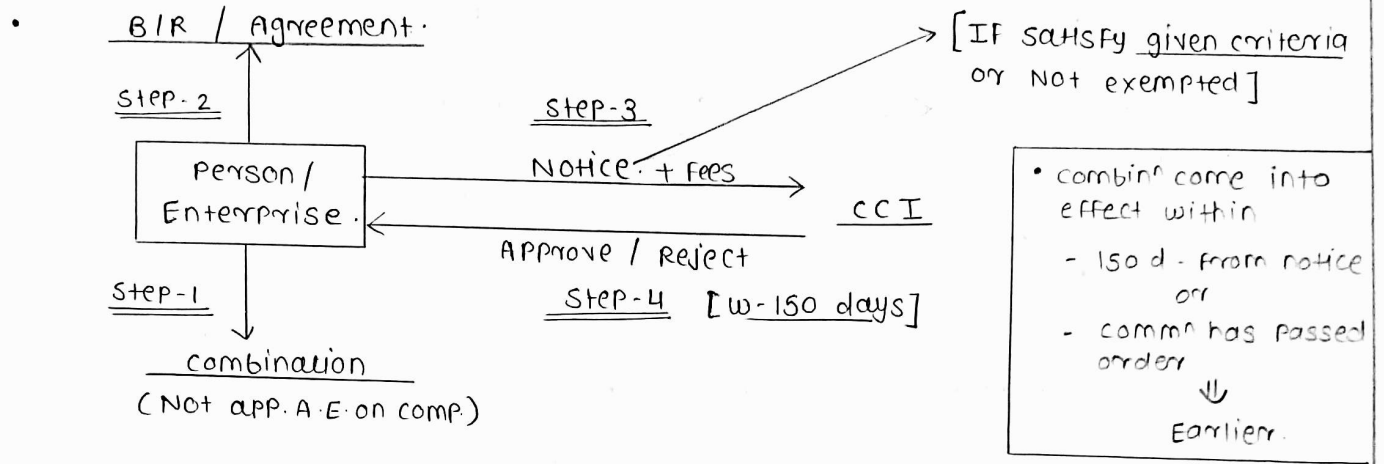 • B/R / Agreement.
Step-2
Person/
Enterprise.
Step-1
Combination
(Not app. A.E. on comp.)
Step-3
Notice. + Fees
Approve / Reject
Step-4 [w-150 days]
CCI
[IF satisfy given criteria
or Not exempted]
• combinⁿ come into
effect within
- 150 d - from notice
or
- commⁿ has passed
order
⇓
Earlier.